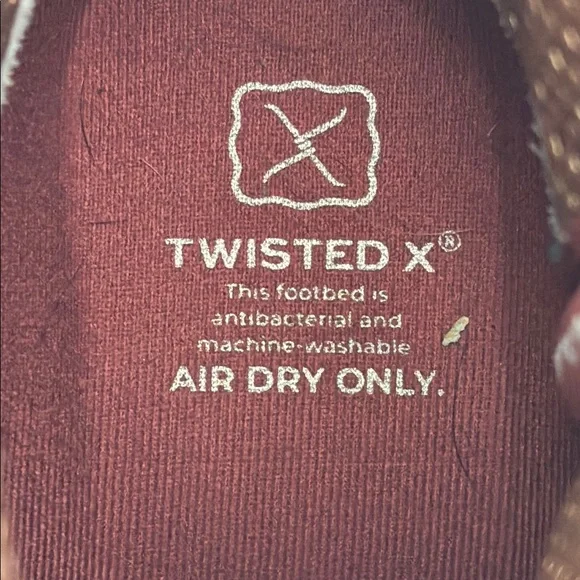 TWISTED X®
This footbed is
antibacterial and
machine-washable
AIR DRY ONLY.